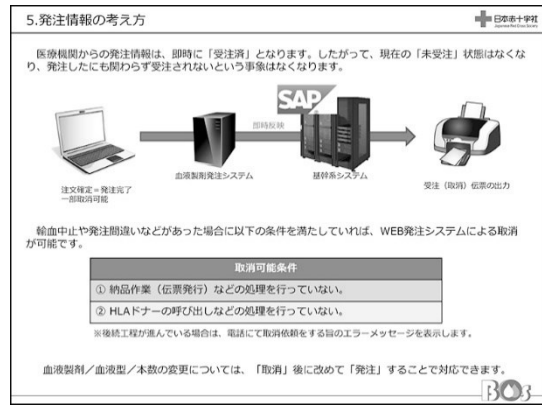 5.発注情報の考え方
日本赤十字社
Japanese Red Cross Society
医療機関からの発注情報は、即時に「受注済」となります。したがって、現在の「未受注」状態はなくな
り、発注したにも関わらず受注されないという事象はなくなります。
SAP
即時反映
血液製剤発注システム
基幹系システム
受注（取消）伝票の出力
注文確定＝発注完了
一部取消可能
輸血中止や発注間違いなどがあった場合に以下の条件を満たしていれば、WEB発注システムによる取消
が可能です。
取消可能条件
① 納品作業（伝票発行）などの処理を行っていない。
② HLAドナーの呼び出しなどの処理を行っていない。
※後続工程が進んでいる場合は、電話にて取消依頼をする旨のエラーメッセージを表示します。
血液製剤／血液型／本数の変更については、「取消」後に改めて「発注」することで対応できます。
BOS